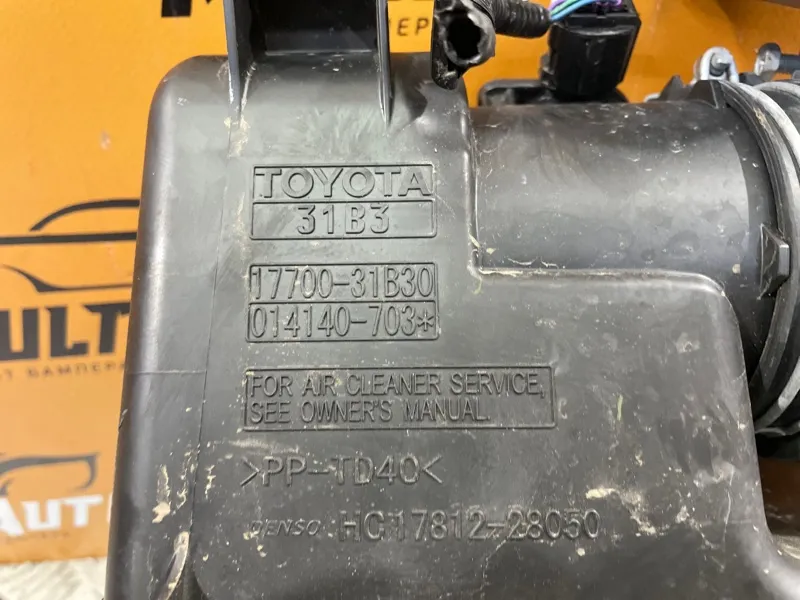 TOYOTA
31B3
17700-31B30
014140-703*
FOR AIR CLEANER SERVICE,
SEE OWNER'S MANUAL.
>PP-TD40<
DENSO HC17812-28050